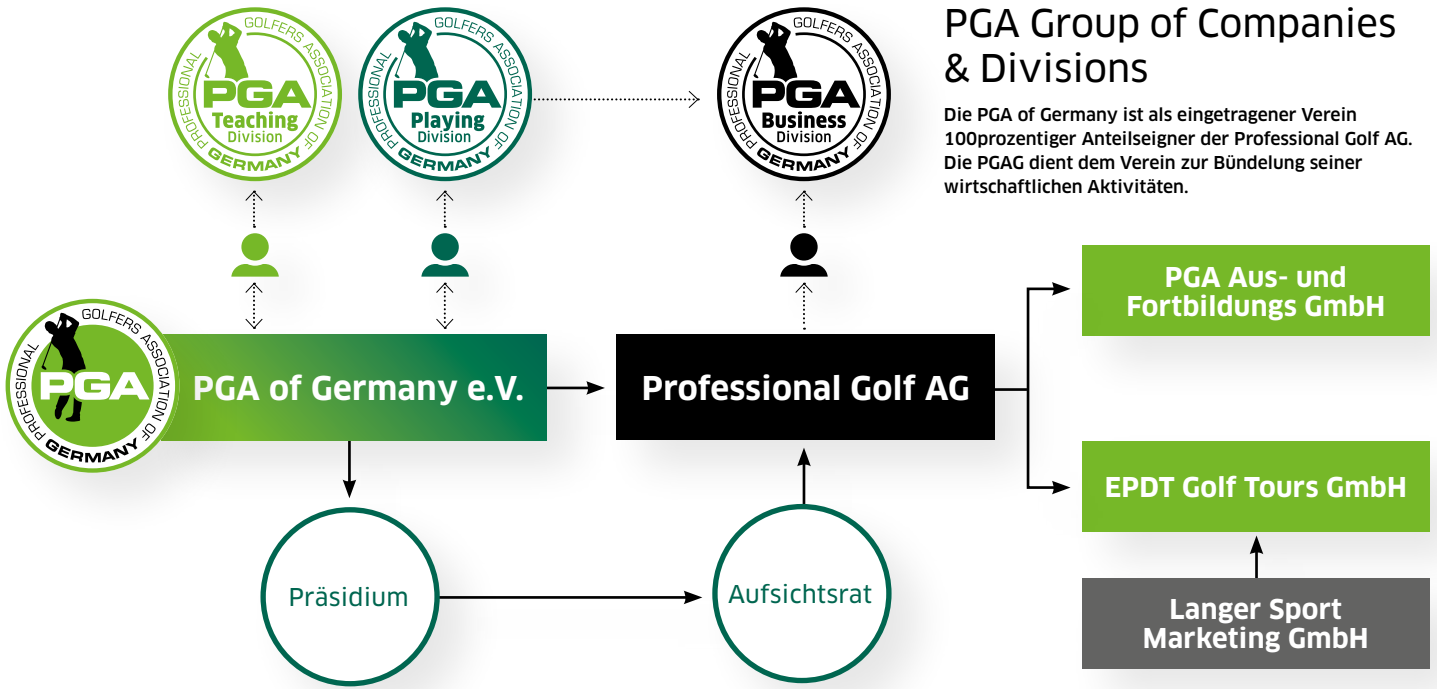 PROFESSIONAL GOLFERS ASSOCIATION OF GERMANY
PGA
Teaching
Division
PROFESSIONAL GOLFERS ASSOCIATION OF GERMANY
PGA
Playing
Division
PROFESSIONAL GOLFERS ASSOCIATION OF GERMANY
PGA
Business
Division
PGA Group of Companies
& Divisions
Die PGA of Germany ist als eingetragener Verein
100prozentiger Anteilseigner der Professional Golf AG.
Die PGAG dient dem Verein zur Bündelung seiner
wirtschaftlichen Aktivitäten.
PROFESSIONAL GOLFERS ASSOCIATION OF GERMANY
PGA
PGA of Germany e.V.
Professional Golf AG
PGA Aus- und
Fortbildungs GmbH
EPDT Golf Tours GmbH
Langer Sport
Marketing GmbH
Präsidium
Aufsichtsrat